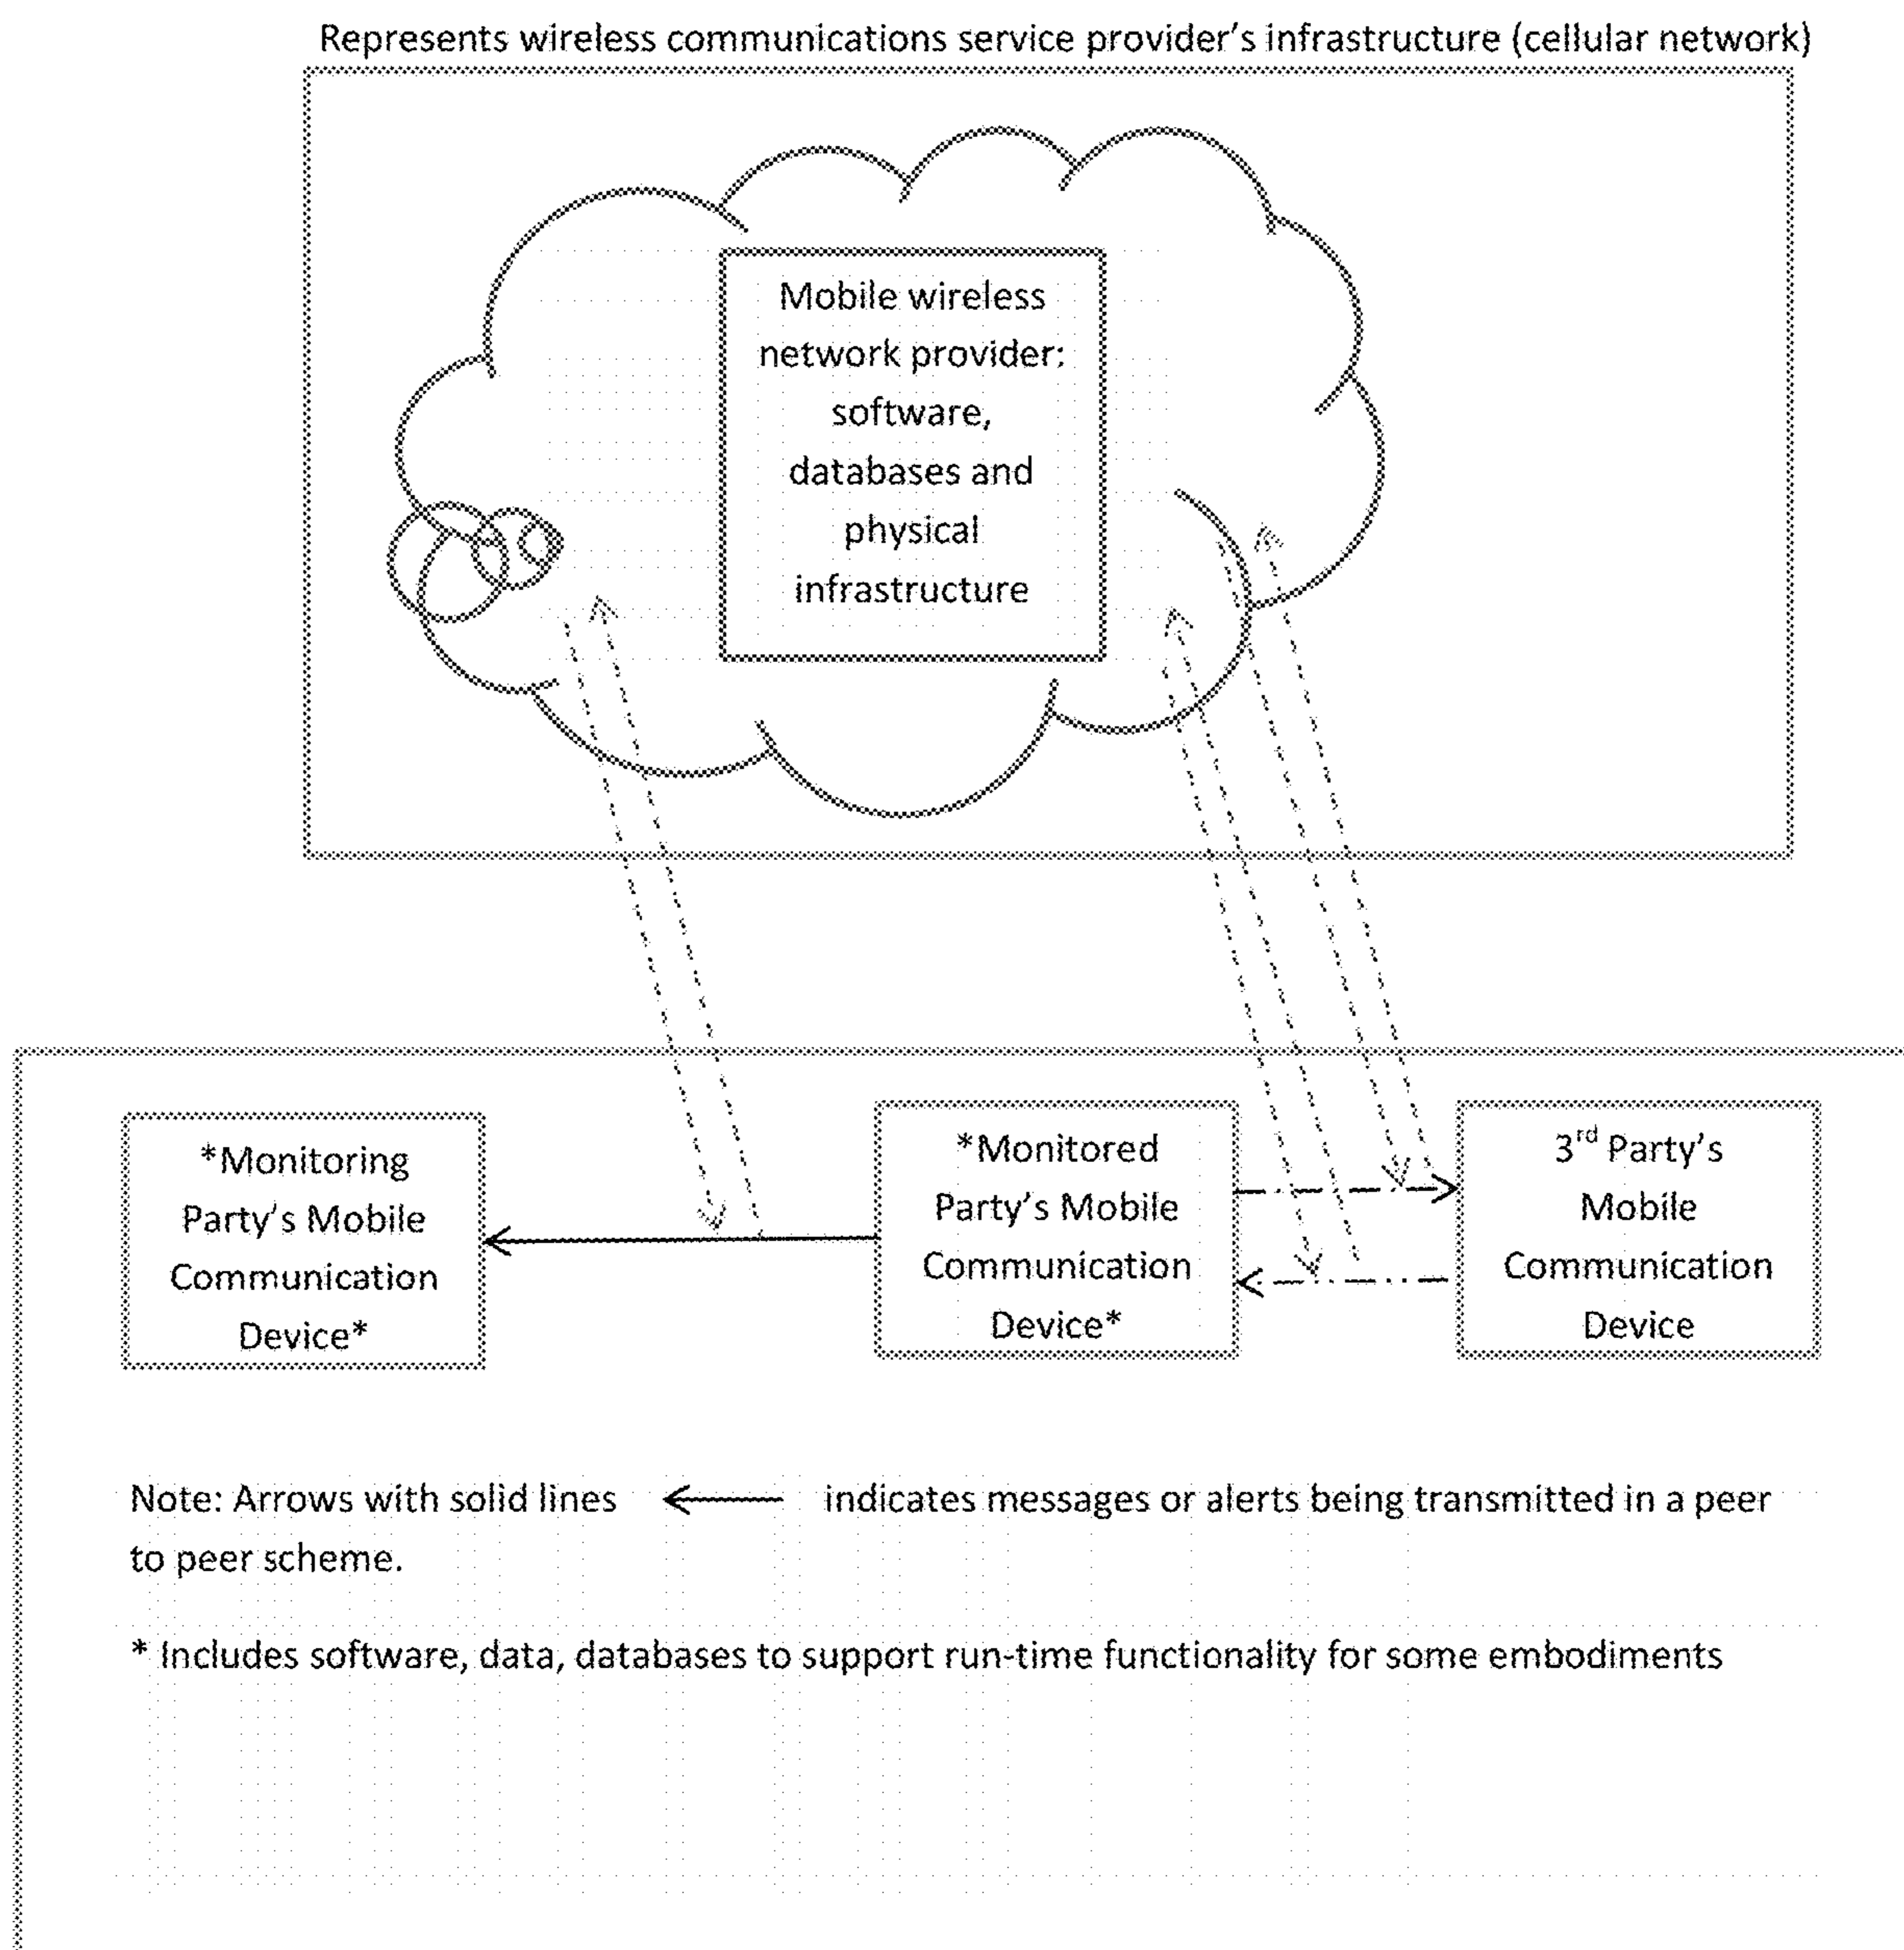 Represents wireless communications service provider's infrastructure (cellular network)
Mobile wireless
network provider:
software,
databases and
physical
infrastructure
*Monitoring
Party's Mobile
Communication
Device*
*Monitored
Party's Mobile
Communication
Device*
3rd Party's
Mobile
Communication
Device
Note: Arrows with solid lines indicates messages or alerts being transmitted in a peer
to peer scheme.
* Includes software, data, databases to support run-time functionality for some embodiments